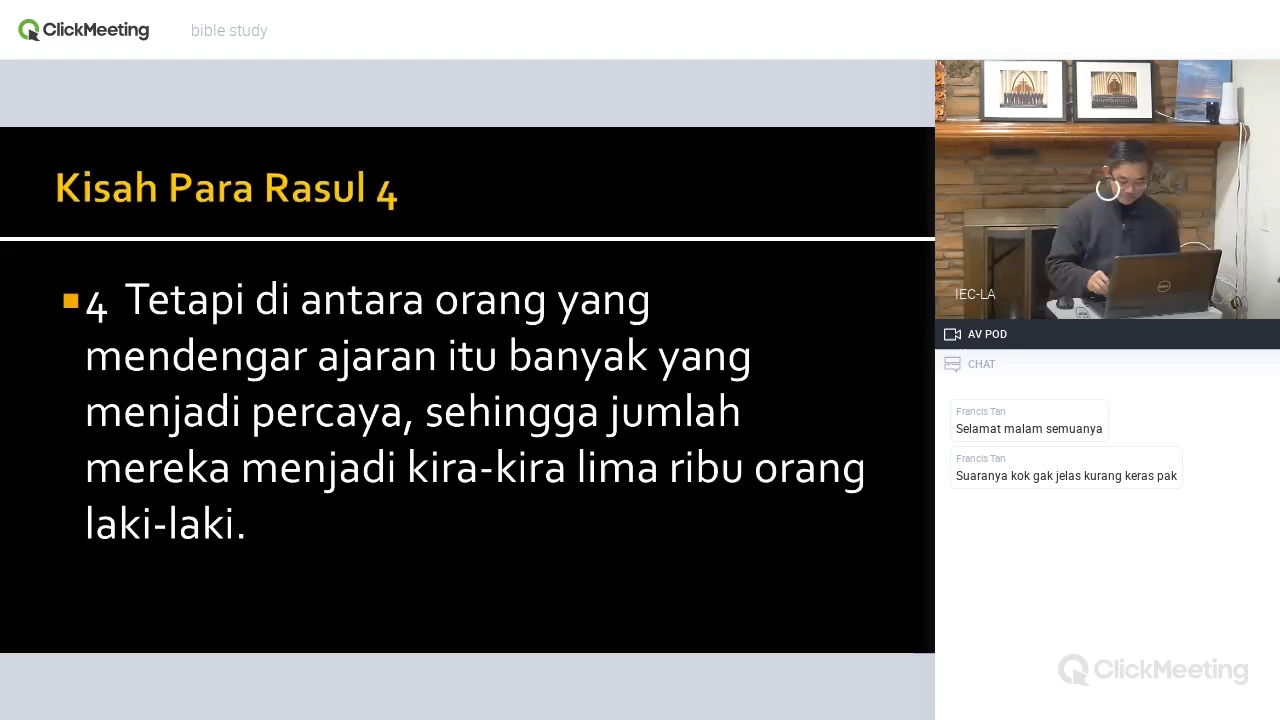 ClickMeeting
bible study
Kisah Para Rasul 4
4 Tetapi di antara orang yang
mendengar ajaran itu banyak yang
menjadi percaya, sehingga jumlah
mereka menjadi kira-kira lima ribu orang
laki-laki.
IEC-LA
DELL
AV POD
CHAT
Francis Tan
Selamat malam semuanya
Francis Tan
Suaranya kok gak jelas kurang keras pak
ClickMeeting